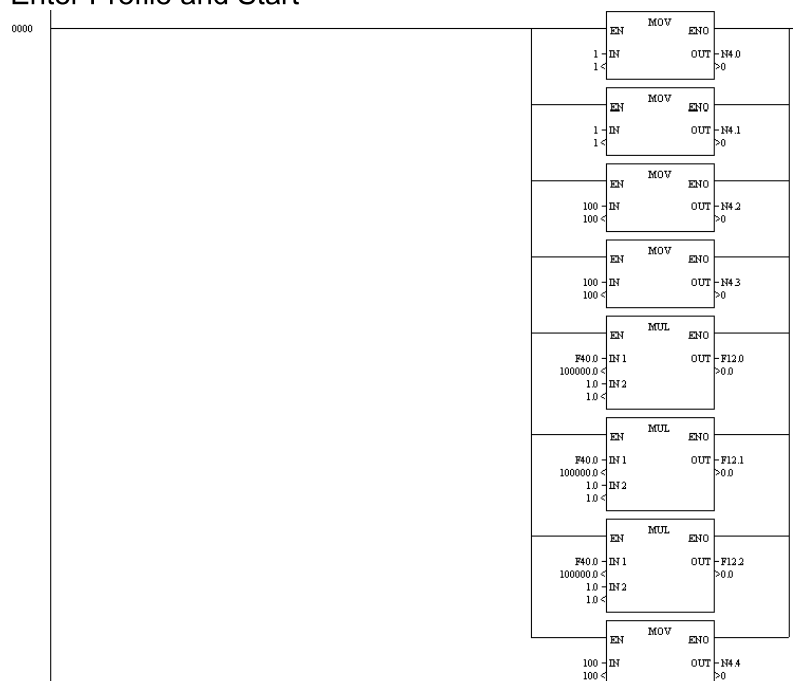 Enter Profile and Start
0000
MOV
EN ENO
1 IN OUT N4.0
1< >0
MOV
EN ENO
1 IN OUT N4.1
1< >0
MOV
EN ENO
100 IN OUT N4.2
100< >0
MOV
EN ENO
100 IN OUT N4.3
100< >0
MUL
EN ENO
F40.0 IN 1 OUT F12.0
100000.0< >0.0
1.0 IN 2
1.0<
MUL
EN ENO
F40.0 IN 1 OUT F12.1
100000.0< >0.0
1.0 IN 2
1.0<
MUL
EN ENO
F40.0 IN 1 OUT F12.2
100000.0< >0.0
1.0 IN 2
1.0<
MOV
EN ENO
100 IN OUT N4.4
100< >0